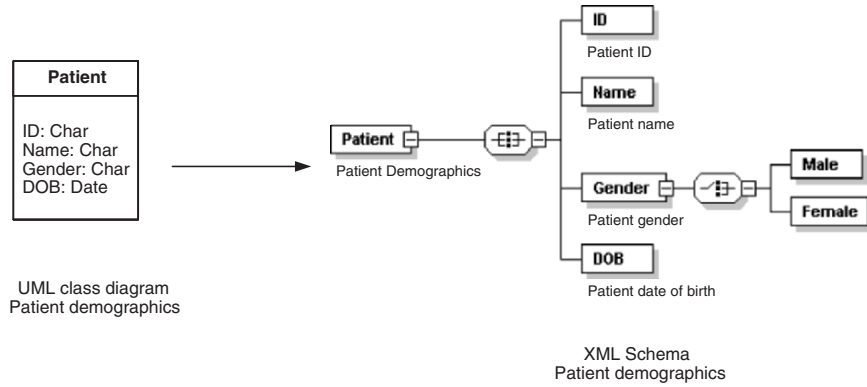 Patient
ID: Char
Name: Char
Gender: Char
DOB: Date
UML class diagram
Patient demographics
Patient
Patient Demographics
ID
Patient ID
Name
Patient name
Gender
Patient gender
Male
Female
DOB
Patient date of birth
XML Schema
Patient demographics